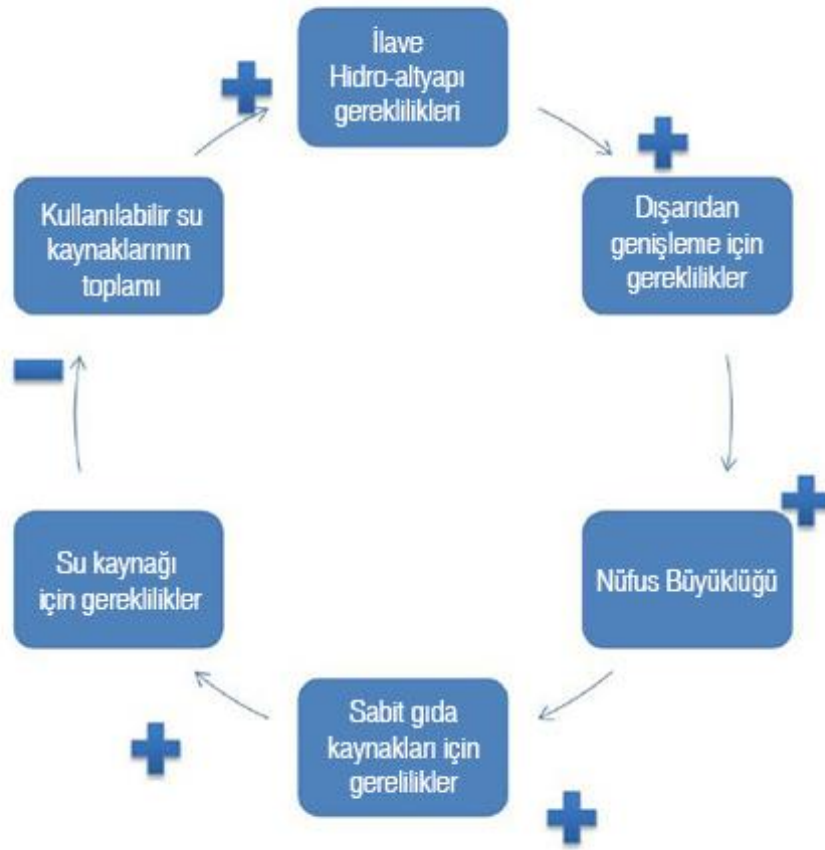 İlave
Hidro-altyapı
gereklilikleri
Dışarıdan
genişleme için
gereklilikler
Nüfus Büyüklüğü
Sabit gıda
kaynakları için
gerelilikler
Su kaynağı
için gereklilikler
Kullanılabilir su
kaynaklarının
toplamı